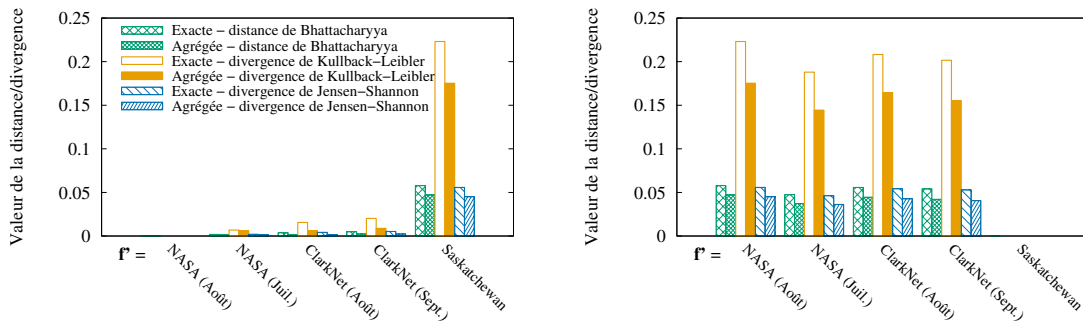 Valeur de la distance/divergence
0.25
0.2
0.15
0.1
0.05
0
Exacte – distance de Bhattacharyya
Agrégée – distance de Bhattacharyya
Exacte – divergence de Kullback–Leibler
Agrégée – divergence de Kullback–Leibler
Exacte – divergence de Jensen–Shannon
Agrégée – divergence de Jensen–Shannon
f' =
NASA (Août)
NASA (Juil.)
ClarkNet (Août)
ClarkNet (Sept.)
Saskatchewan
Valeur de la distance/divergence
0.25
0.2
0.15
0.1
0.05
0
f' =
NASA (Août)
NASA (Juil.)
ClarkNet (Août)
ClarkNet (Sept.)
Saskatchewan